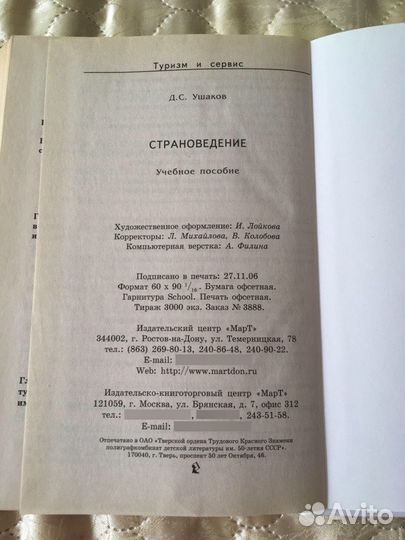 Туризм и сервис
Д.С. Ушаков
СТРАНОВЕДЕНИЕ
Учебное пособие
Художественное оформление: И. Лойкова
Корректоры: Л. Михайлова, В. Колобова
Компьютерная верстка: А. Филина
Подписано в печать: 27.11.06
Формат 60 x 90 1/16. Бумага офсетная.
Гарнитура School. Печать офсетная.
Тираж 3000 экз. Заказ № 3888.
Издательский центр «МарТ»
344002, г. Ростов-на-Дону, ул. Темерницкая, 78
тел.: (863) 269-80-13, 240-86-48, 240-90-22.
E-mail:
Web: http://www.martdon.ru
Издательско-книготорговый центр «МарТ»
121059, г. Москва, ул. Брянская, д. 7, офис 312
тел.: , , 243-51-58.
E-mail:
Отпечатано в ОАО «Тверской ордена Трудового Красного Знамени
полиграфкомбинат детской литературы им. 50-летия СССР».
170040, г. Тверь, проспект 50 лет Октября, 46.
Avito